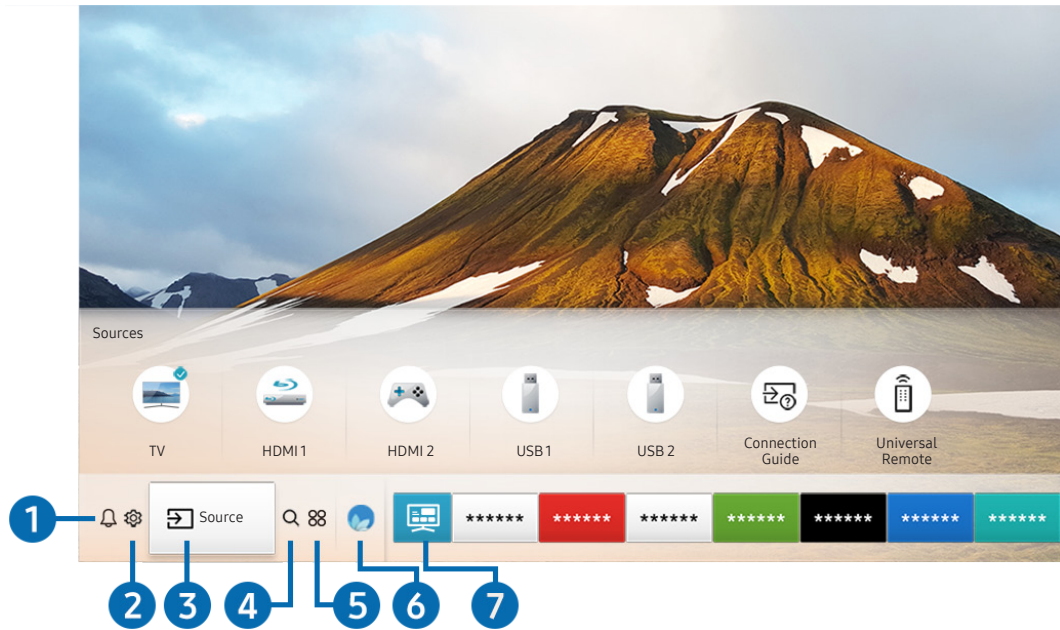 Sources
TV
HDMI 1
HDMI 2
USB 1
USB 2
Connection
Guide
Universal
Remote
1
Source
******
******
******
******
******
******
******
2
3
4
5
6
7